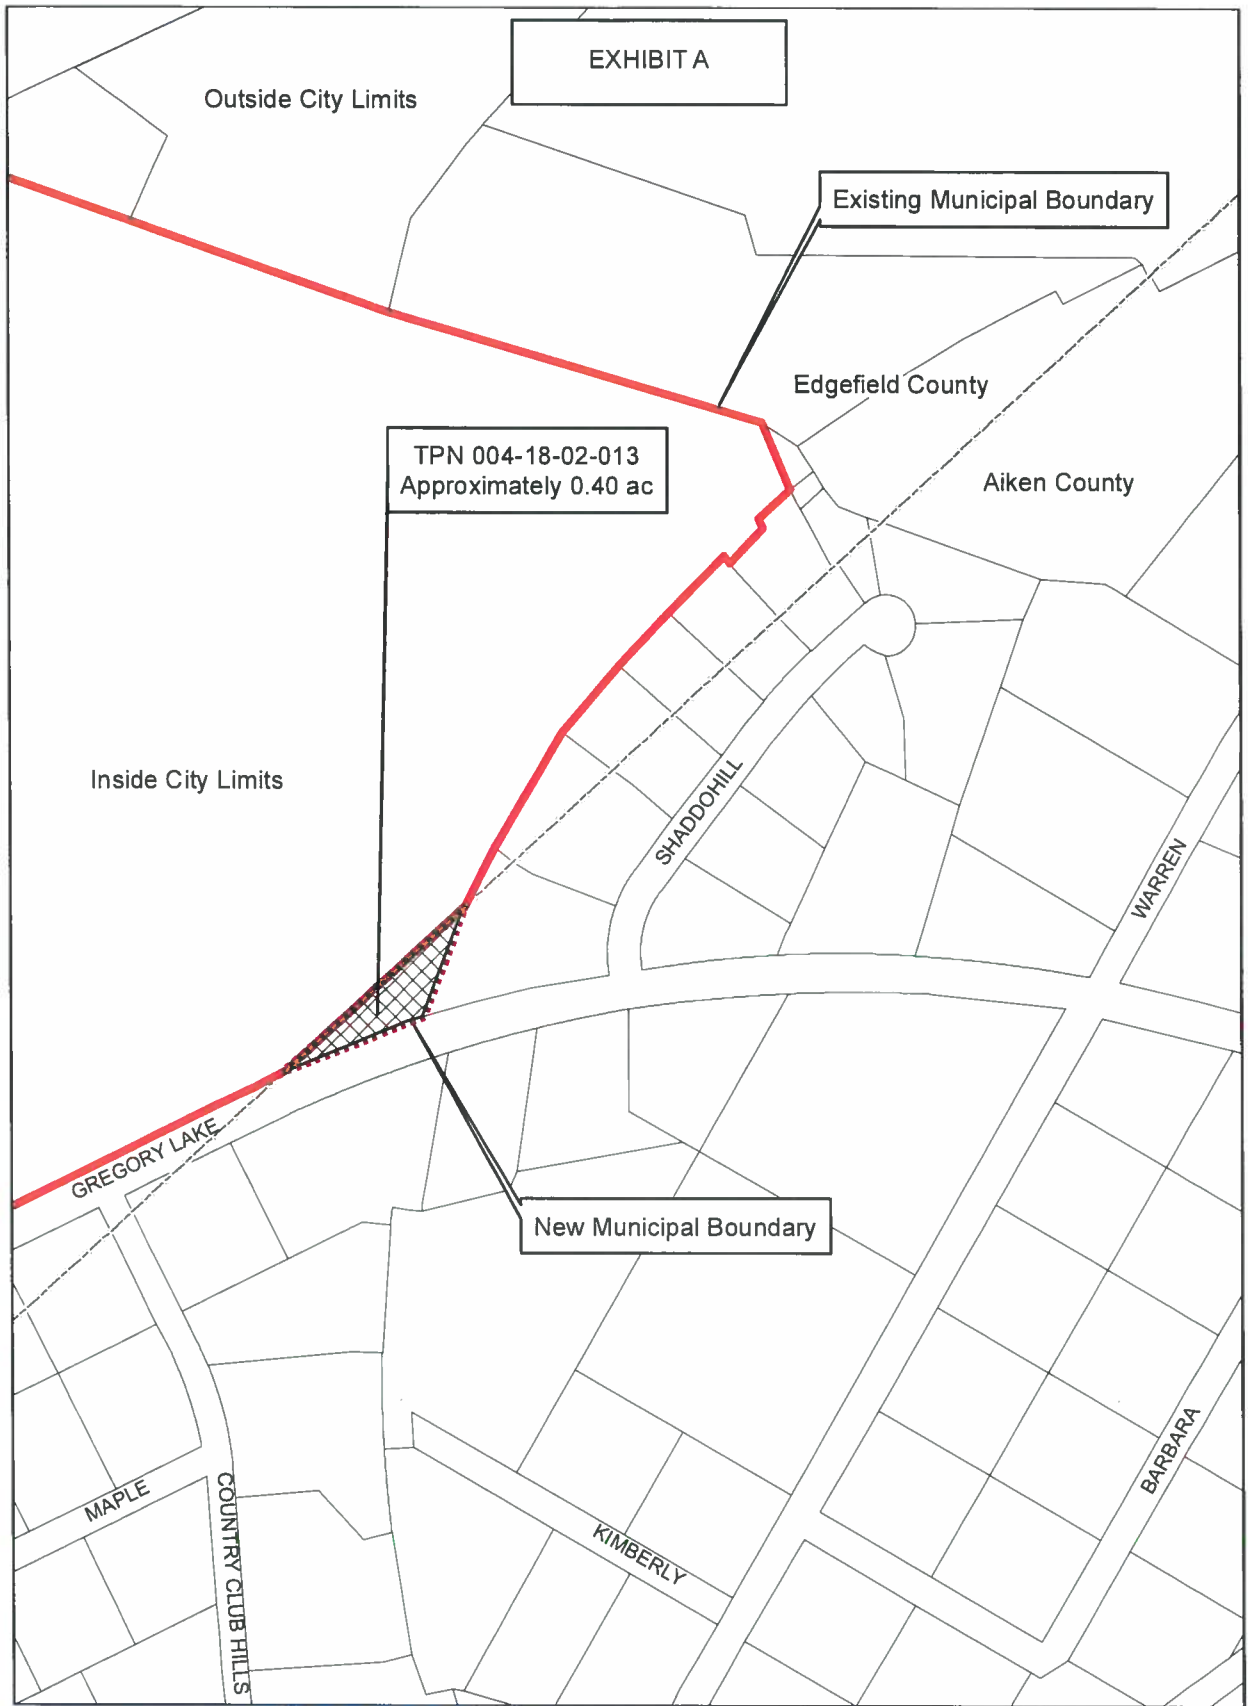 EXHIBIT A
Outside City Limits
Existing Municipal Boundary
Edgefield County
TPN 004-18-02-013
Approximately 0.40 ac
Aiken County
Inside City Limits
SHADDOHILL
WARREN
GREGORY LAKE
New Municipal Boundary
MAPLE
COUNTRY CLUB HILLS
KIMBERLY
BARBARA